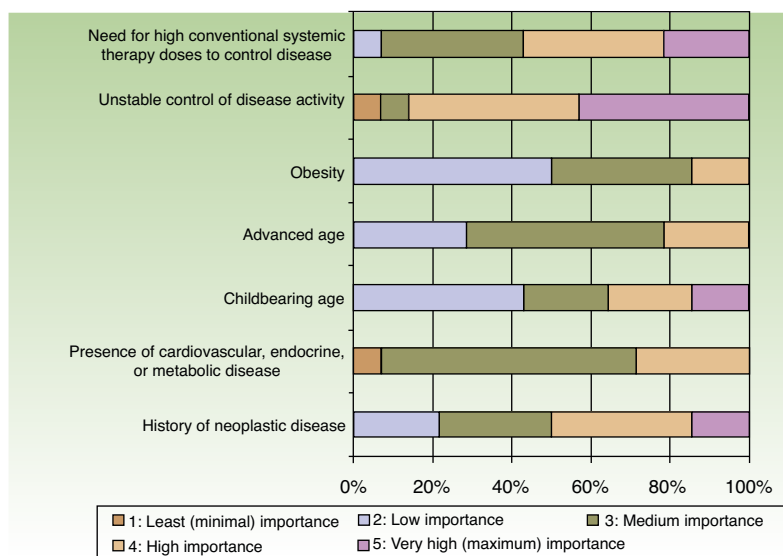 Need for high conventional systemic
therapy doses to control disease
Unstable control of disease activity
Obesity
Advanced age
Childbearing age
Presence of cardiovascular, endocrine,
or metabolic disease
History of neoplastic disease
0% 20% 40% 60% 80% 100%
1: Least (minimal) importance 2: Low importance 3: Medium importance
4: High importance 5: Very high (maximum) importance